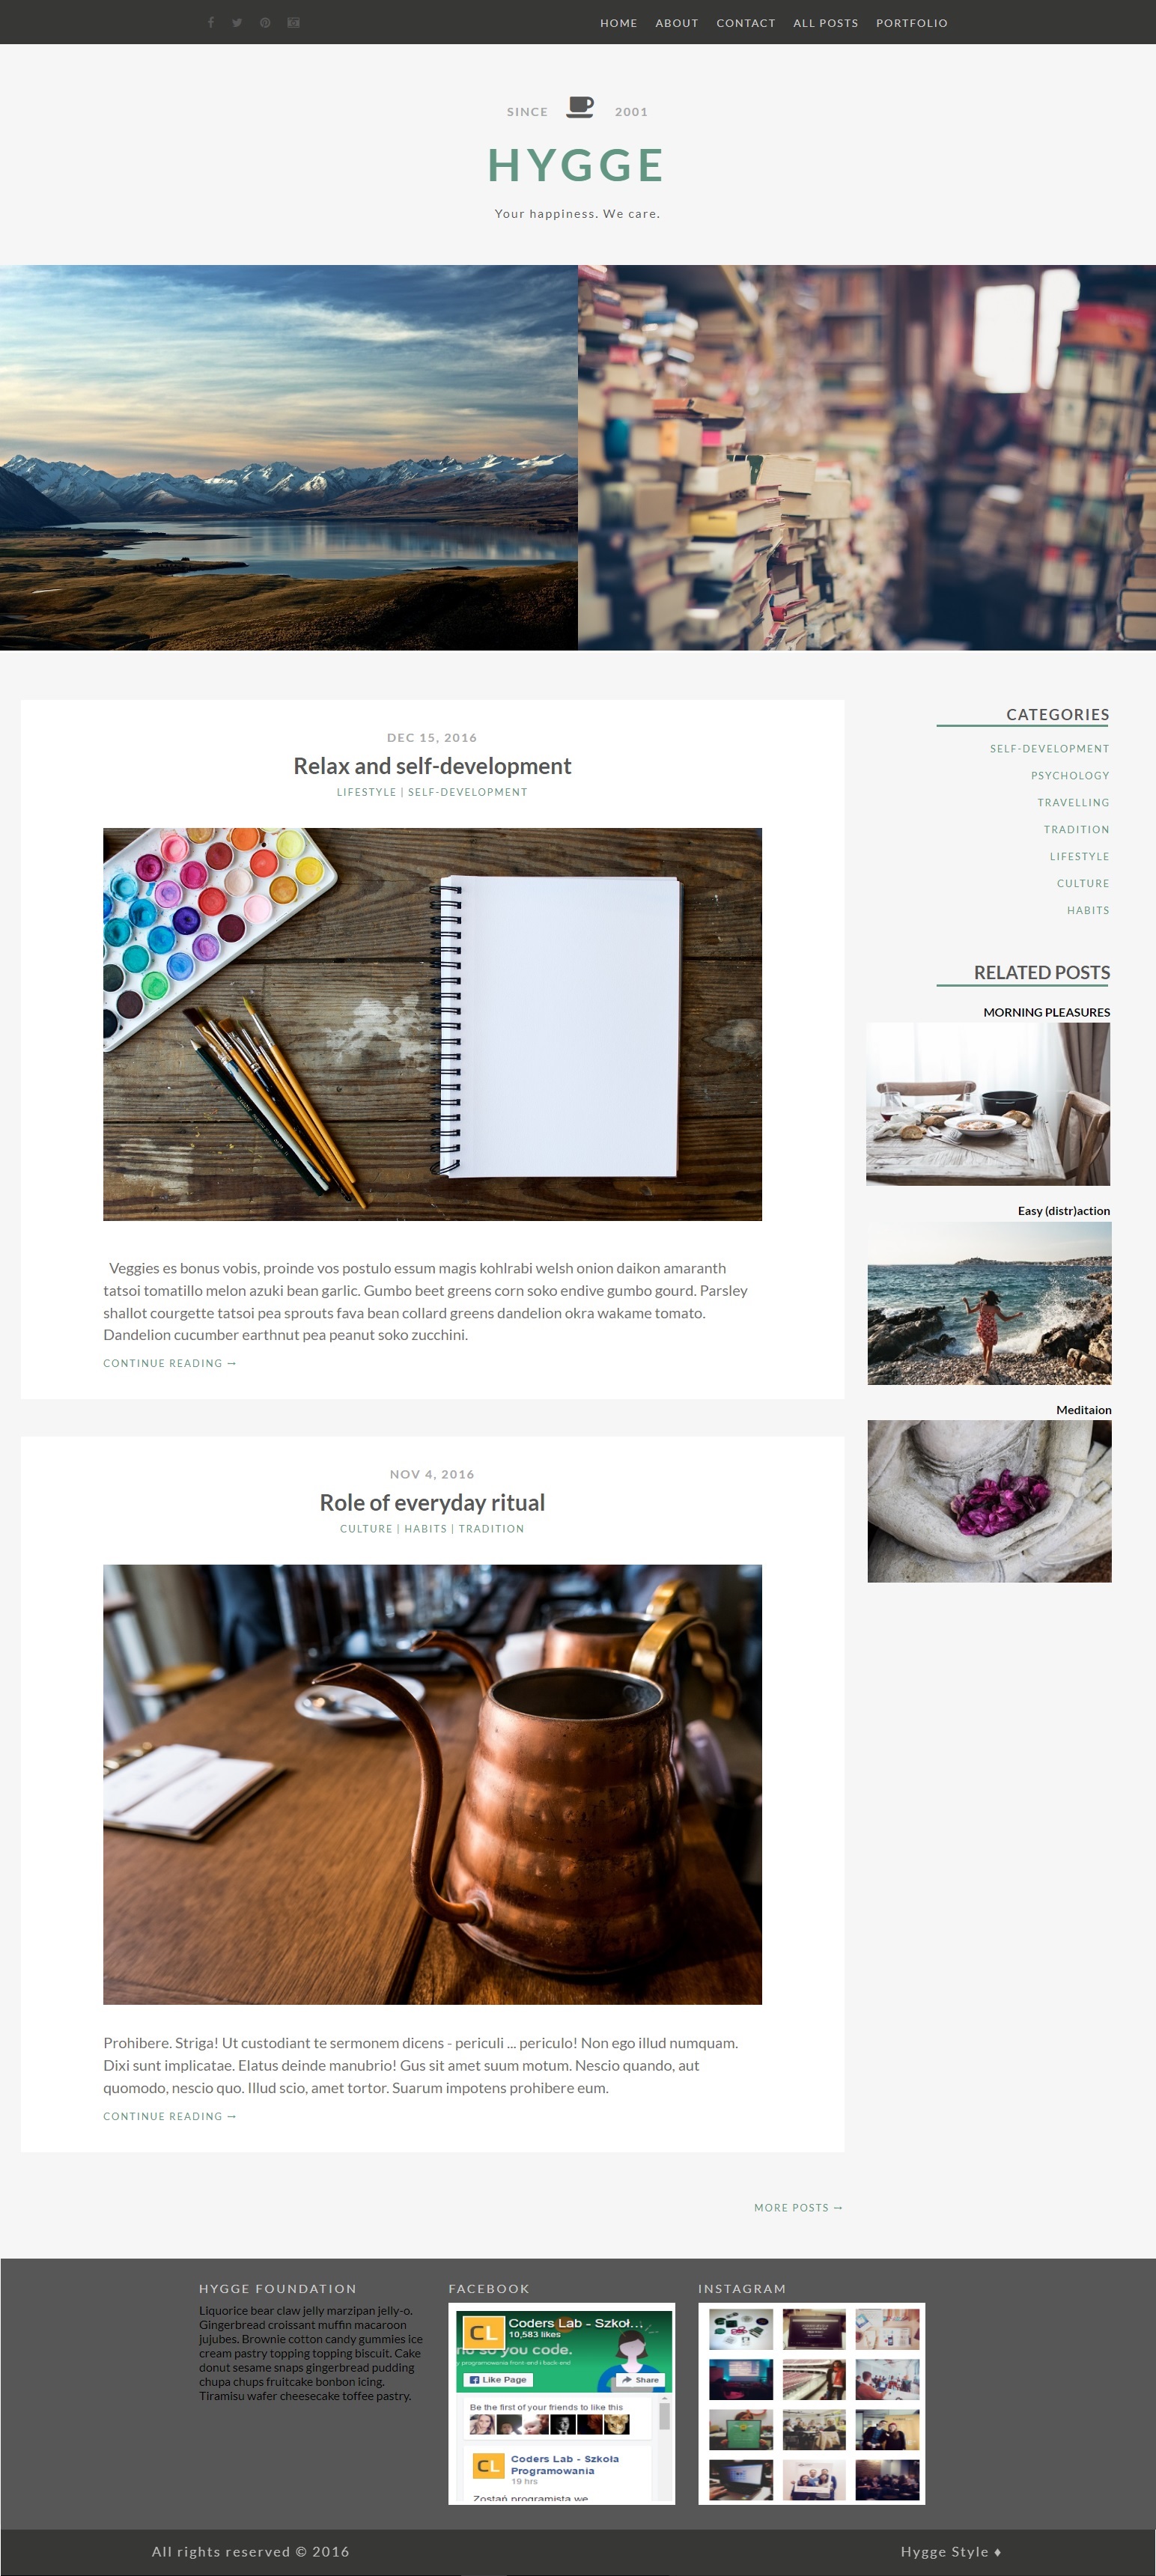 HOME ABOUT CONTACT ALL POSTS PORTFOLIO
SINCE 2001
HYGGE
Your happiness. We care.
DEC 15, 2016
Relax and self-development
LIFESTYLE | SELF-DEVELOPMENT
Veggies es bonus vobis, proinde vos postulo essum magis kohlrabi welsh onion daikon amaranth
tatsoi tomatillo melon azuki bean garlic. Gumbo beet greens corn soko endive gumbo gourd. Parsley
shallot courgette tatsoi pea sprouts fava bean collard greens dandelion okra wakame tomato.
Dandelion cucumber earthnut pea peanut soko zucchini.
CONTINUE READING →
NOV 4, 2016
Role of everyday ritual
CULTURE | HABITS | TRADITION
Prohibere. Striga! Ut custodiant te sermonem dicens - periculi ... periculo! Non ego illud numquam.
Dixi sunt implicatae. Elatus deinde manubrio! Gus sit amet suum motum. Nescio quando, aut
quomodo, nescio quo. Illud scio, amet tortor. Suarum impotens prohibere eum.
CONTINUE READING →
MORE POSTS →
CATEGORIES
SELF-DEVELOPMENT
PSYCHOLOGY
TRAVELLING
TRADITION
LIFESTYLE
CULTURE
HABITS
RELATED POSTS
MORNING PLEASURES
Easy (distr)action
Meditaion
HYGGE FOUNDATION
Liquorice bear claw jelly marzipan jelly-o.
Gingerbread croissant muffin macaroon
jujubes. Brownie cotton candy gummies ice
cream pastry topping topping biscuit. Cake
donut sesame snaps gingerbread pudding
chupa chups fruitcake bonbon icing.
Tiramisu wafer cheesecake toffee pastry.
FACEBOOK
CL
Coders Lab - Szkoł...
10,583 likes
no so you code.
y programowania front-end i back-end
Like Page
Share
Be the first of your friends to like this
CL
Coders Lab - Szkoła
Programowania
19 hrs
Zostań programistą we
INSTAGRAM
All rights reserved © 2016
Hygge Style ♦